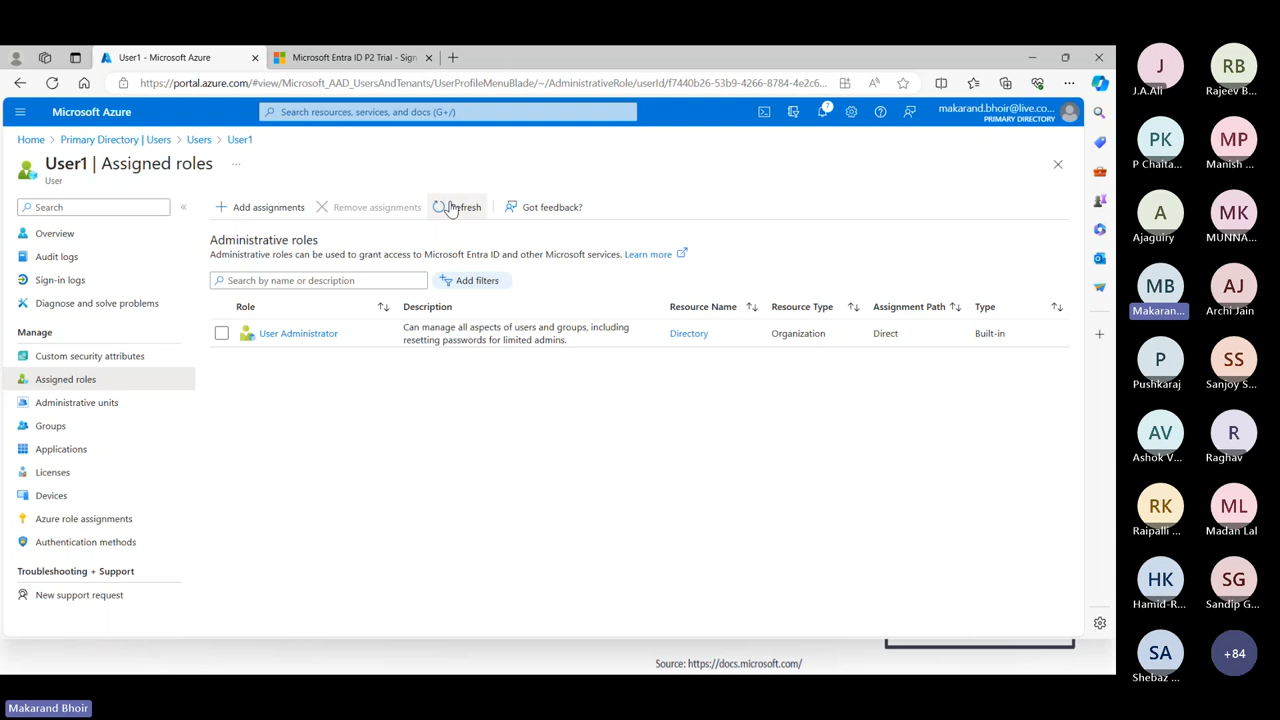 User1 - Microsoft Azure
Microsoft Entra ID P2 Trial - Sign
https://portal.azure.com/#view/Microsoft_AAD_UsersAndTenants/UserProfileMenuBlade/~/AdministrativeRole/userId/f7440b26-53b9-4266-8784-4e2c6...
Microsoft Azure
Search resources, services, and docs (G+/)
7
makarand.bhoir@live.co...
PRIMARY DIRECTORY
Home
Primary Directory | Users
Users
User1
User1 | Assigned roles
...
User
Search
Add assignments
Remove assignments
Refresh
Got feedback?
Overview
Audit logs
Sign-in logs
Diagnose and solve problems
Manage
Custom security attributes
Assigned roles
Administrative units
Groups
Applications
Licenses
Devices
Azure role assignments
Authentication methods
Troubleshooting + Support
New support request
Administrative roles
Administrative roles can be used to grant access to Microsoft Entra ID and other Microsoft services. Learn more
Search by name or description
Add filters
Role
Description
Resource Name
Resource Type
Assignment Path
Type
User Administrator
Can manage all aspects of users and groups, including
resetting passwords for limited admins.
Directory
Organization
Direct
Built-in
Source: https://docs.microsoft.com/
Makarand Bhoir
J
J.A.Ali
RB
Rajeev B...
PK
P Chaita...
MP
Manish ...
A
Ajaguiry
MK
MUNNA...
MB
Makaran...
AJ
Archi Jain
P
Pushkaraj
SS
Sanjoy S...
AV
Ashok V...
R
Raghav
RK
Raipalli ...
ML
Madan Lal
HK
Hamid-R...
SG
Sandip G...
SA
Shebaz ...
+84